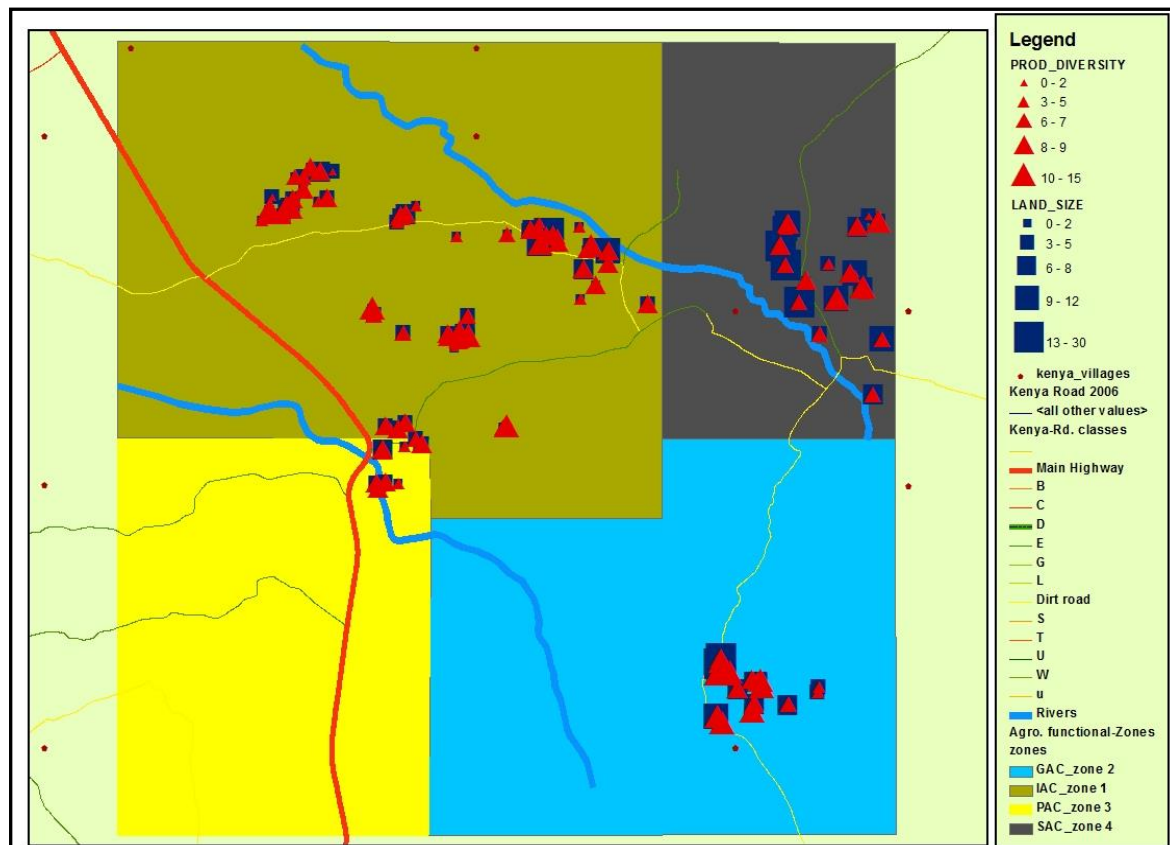 Legend
PROD_DIVERSITY
0 - 2
3 - 5
6 - 7
8 - 9
10 - 15
LAND_SIZE
0 - 2
3 - 5
6 - 8
9 - 12
13 - 30
kenya_villages
Kenya Road 2006
<all other values>
Kenya-Rd. classes
Main Highway
B
C
D
E
G
L
Dirt road
S
T
U
W
u
Rivers
Agro. functional-Zones
zones
GAC_zone 2
IAC_zone 1
PAC_zone 3
SAC_zone 4